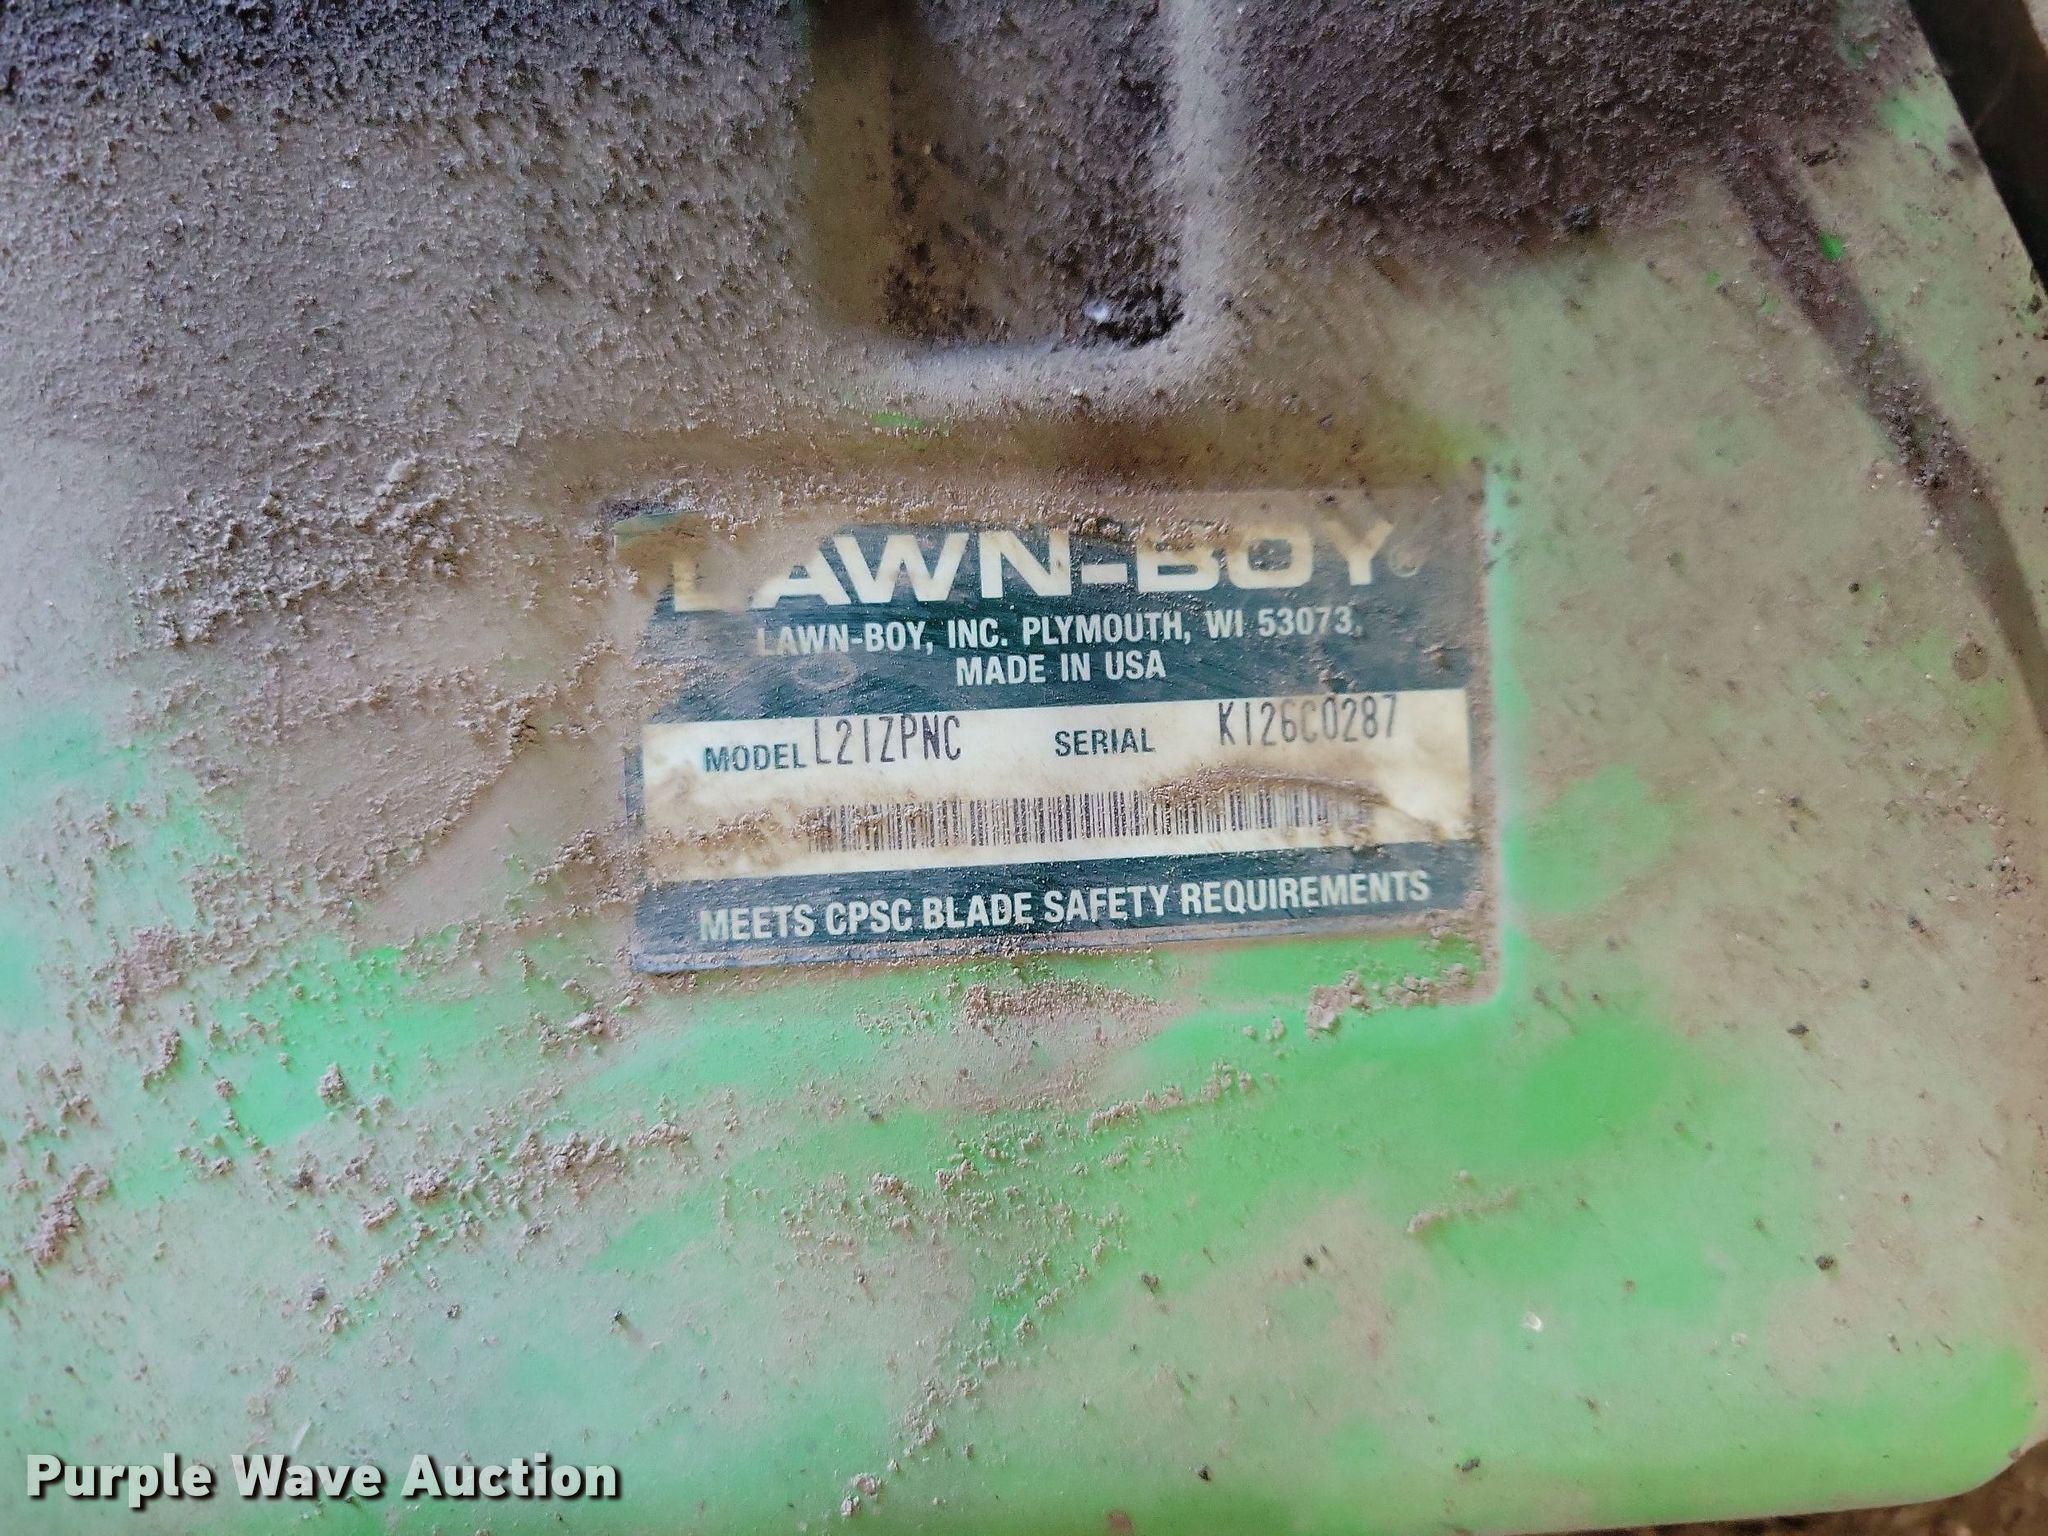 LAWN-BOY®
LAWN-BOY, INC. PLYMOUTH, WI 53073.
MADE IN USA
MODEL L21ZPNC SERIAL K126C0287
MEETS CPSC BLADE SAFETY REQUIREMENTS
Purple Wave Auction